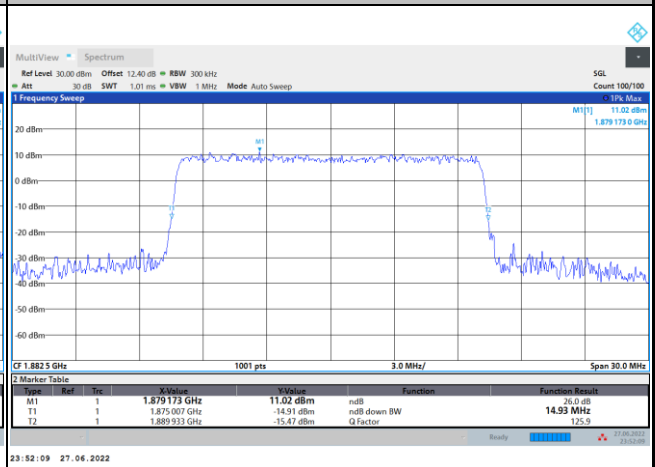 MultiView Spectrum
Ref Level 30.00 dBm Offset 12.40 dB RBW 300 kHz SGL
Att 30 dB SWT 1.01 ms VBW 1 MHz Mode Auto Sweep Count 100/100
1 Frequency Sweep 1Pk Max
M1[1] 11.02 dBm
1.879 173 0 GHz
20 dBm
M1
10 dBm
0 dBm
-10 dBm
T1 T2
-20 dBm
-30 dBm
-40 dBm
-50 dBm
-60 dBm
CF 1.882 5 GHz 1001 pts 3.0 MHz/ Span 30.0 MHz
2 Marker Table
Type Ref Trc X-Value Y-Value Function Function Result
M1 1 1.879 173 GHz 11.02 dBm ndB 26.0 dB
T1 1 1.875 007 GHz -14.91 dBm ndB down BW 14.93 MHz
T2 1 1.889 933 GHz -15.47 dBm Q Factor 125.9
Ready 27.06.2022
23:52:09
23:52:09 27.06.2022